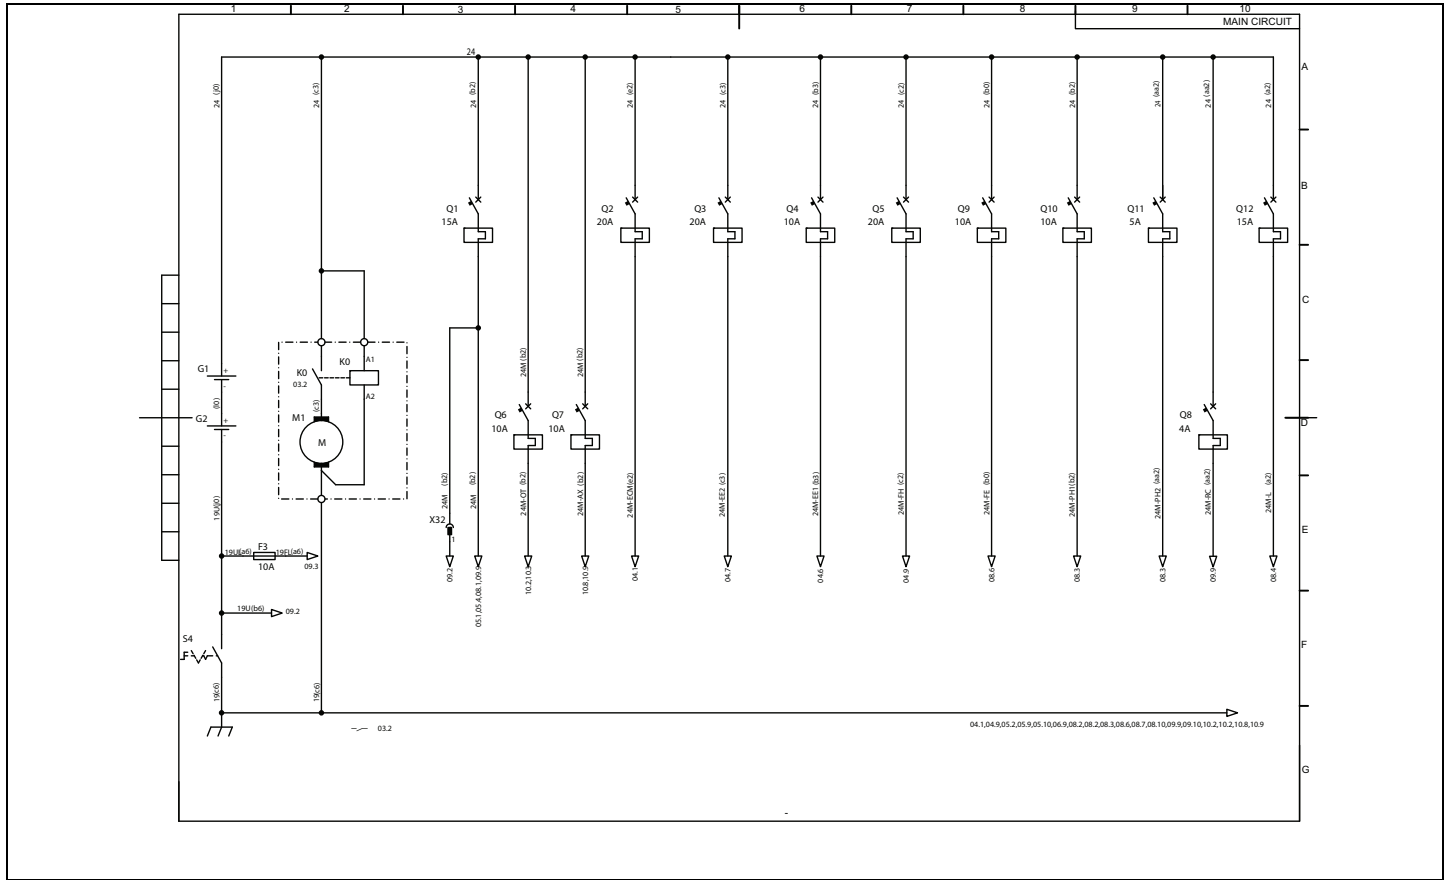 1 2 3 4 5 6 7 8 9 10
MAIN CIRCUIT
24
A
24 (j0)
24 (c3)
24 (b2)
24 (e2)
24 (c3)
24 (b3)
24 (c2)
24 (b0)
24 (b2)
24 (aa2)
24 (aa2)
24 (a2)
B
Q1
15A
Q2
20A
Q3
20A
Q4
10A
Q5
20A
Q9
10A
Q10
10A
Q11
5A
Q12
15A
C
G1
+
-
(l0)
G2
+
-
K0
03.2
K0
A1
A2
(c3)
M1
M
24M (b2)
24M (b2)
Q6
10A
Q7
10A
Q8
4A
D
19U(j0)
24M (b2)
24M (b2)
24M-OT (b2)
24M-AX (b2)
24M-ECM(e2)
24M-EE2 (c3)
24M-EE1 (b3)
24M-FH (c2)
24M-FE (b0)
24M-PH1(b2)
24M-PH2 (aa2)
24M-RC (aa2)
24M-L (a2)
X32
1
E
19UL(a6)
F3
10A
19FL(a6)
09.3
09.2
05.1,05.4,08.1,09.9
10.2,10.3
10.8,10.9
04.1
04.7
04.6
04.9
08.6
08.3
08.3
09.9
08.4
19U(b6)
09.2
S4
F
19(c6)
19(c6)
03.2
04.1,04.9,05.2,05.9,05.10,06.9,08.2,08.2,08.3,08.6,08.7,08.10,09.9,09.10,10.2,10.2,10.8,10.9
G
-